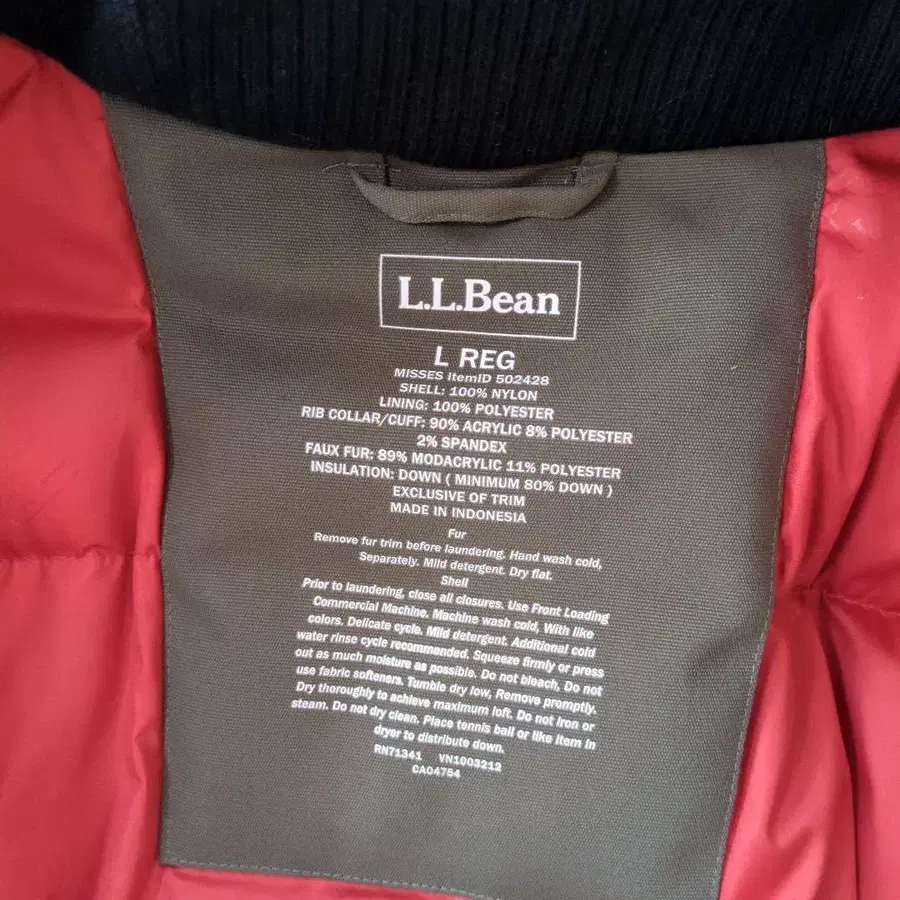 L.L.Bean
L REG
MISSES ItemID 502428
SHELL: 100% NYLON
LINING: 100% POLYESTER
RIB COLLAR/CUFF: 90% ACRYLIC 8% POLYESTER
2% SPANDEX
FAUX FUR: 89% MODACRYLIC 11% POLYESTER
INSULATION: DOWN ( MINIMUM 80% DOWN )
EXCLUSIVE OF TRIM
MADE IN INDONESIA
Fur
Remove fur trim before laundering. Hand wash cold,
Separately. Mild detergent. Dry flat.
Shell
Prior to laundering, close all closures. Use Front Loading
Commercial Machine. Machine wash cold, With like
colors. Delicate cycle. Mild detergent. Additional cold
water rinse cycle recommended. Squeeze firmly or press
out as much moisture as possible. Do not bleach, Do not
use fabric softeners. Tumble dry low, Remove promptly.
Dry thoroughly to achieve maximum loft. Do not Iron or
steam. Do not dry clean. Place tennis ball or like item in
dryer to distribute down.
RN71341 VN1003212
CA04754